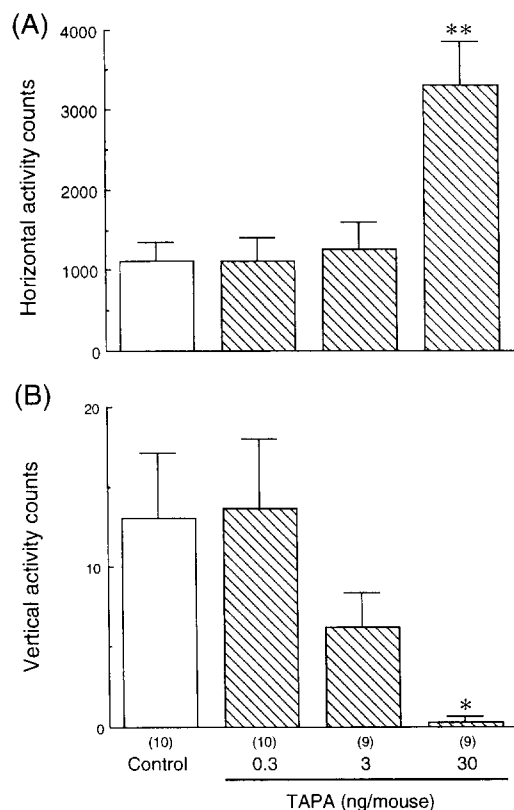 (A)
Horizontal activity counts
4000
3000
2000
1000
0
**
(B)
Vertical activity counts
20
10
0
*
(10) (10) (9) (9)
Control 0.3 3 30
TAPA (ng/mouse)